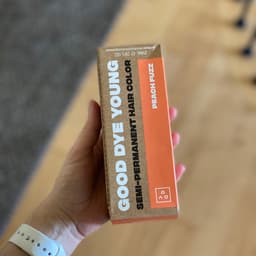 GOOD DYE YOUNG
SEMI-PERMANENT HAIR COLOR
PEACH FUZZ